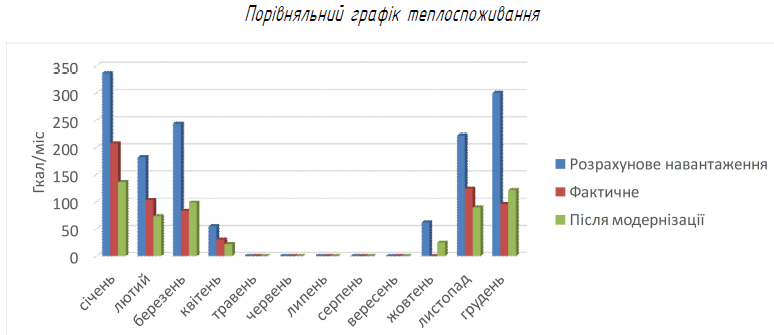 Порівняльний графік теплоспоживання
350
300
250
200
150
100
50
0
Гкал/міс
січень
лютий
березень
квітень
травень
червень
липень
серпень
вересень
жовтень
листопад
грудень
Розрахунове навантаження
Фактичне
Після модернізації